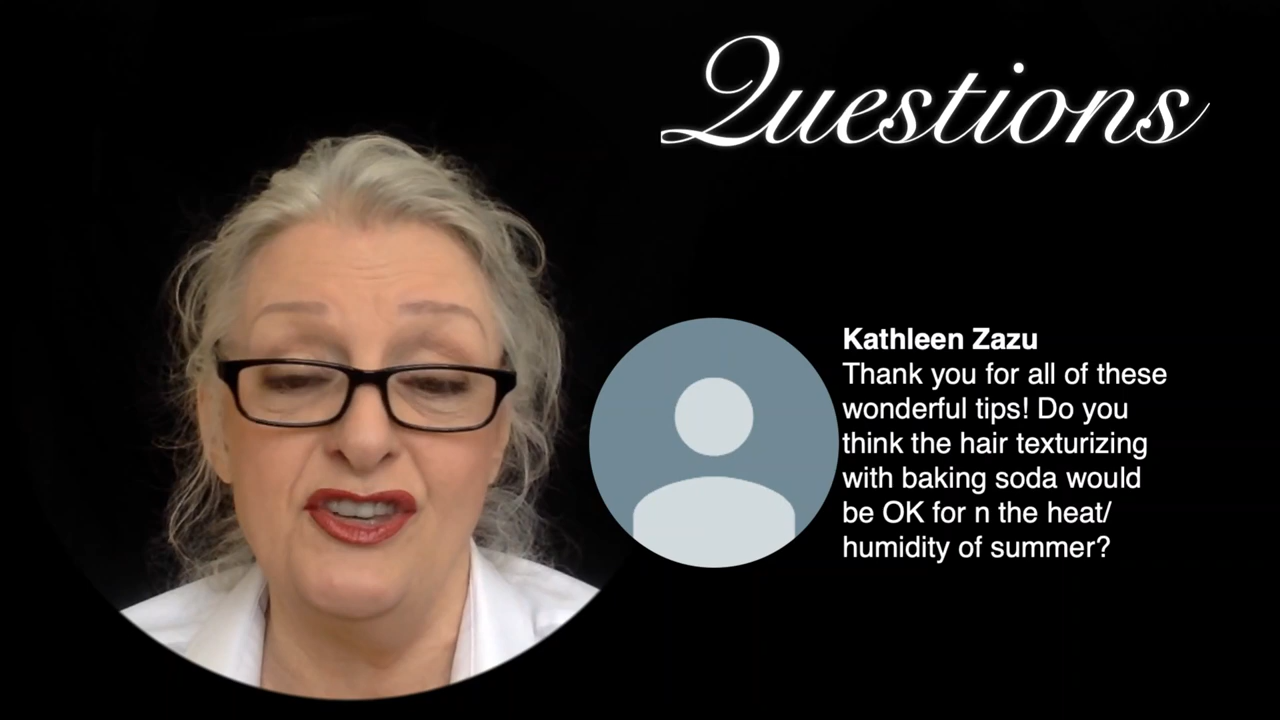 Questions
Kathleen Zazu
Thank you for all of these
wonderful tips! Do you
think the hair texturizing
with baking soda would
be OK for n the heat/
humidity of summer?